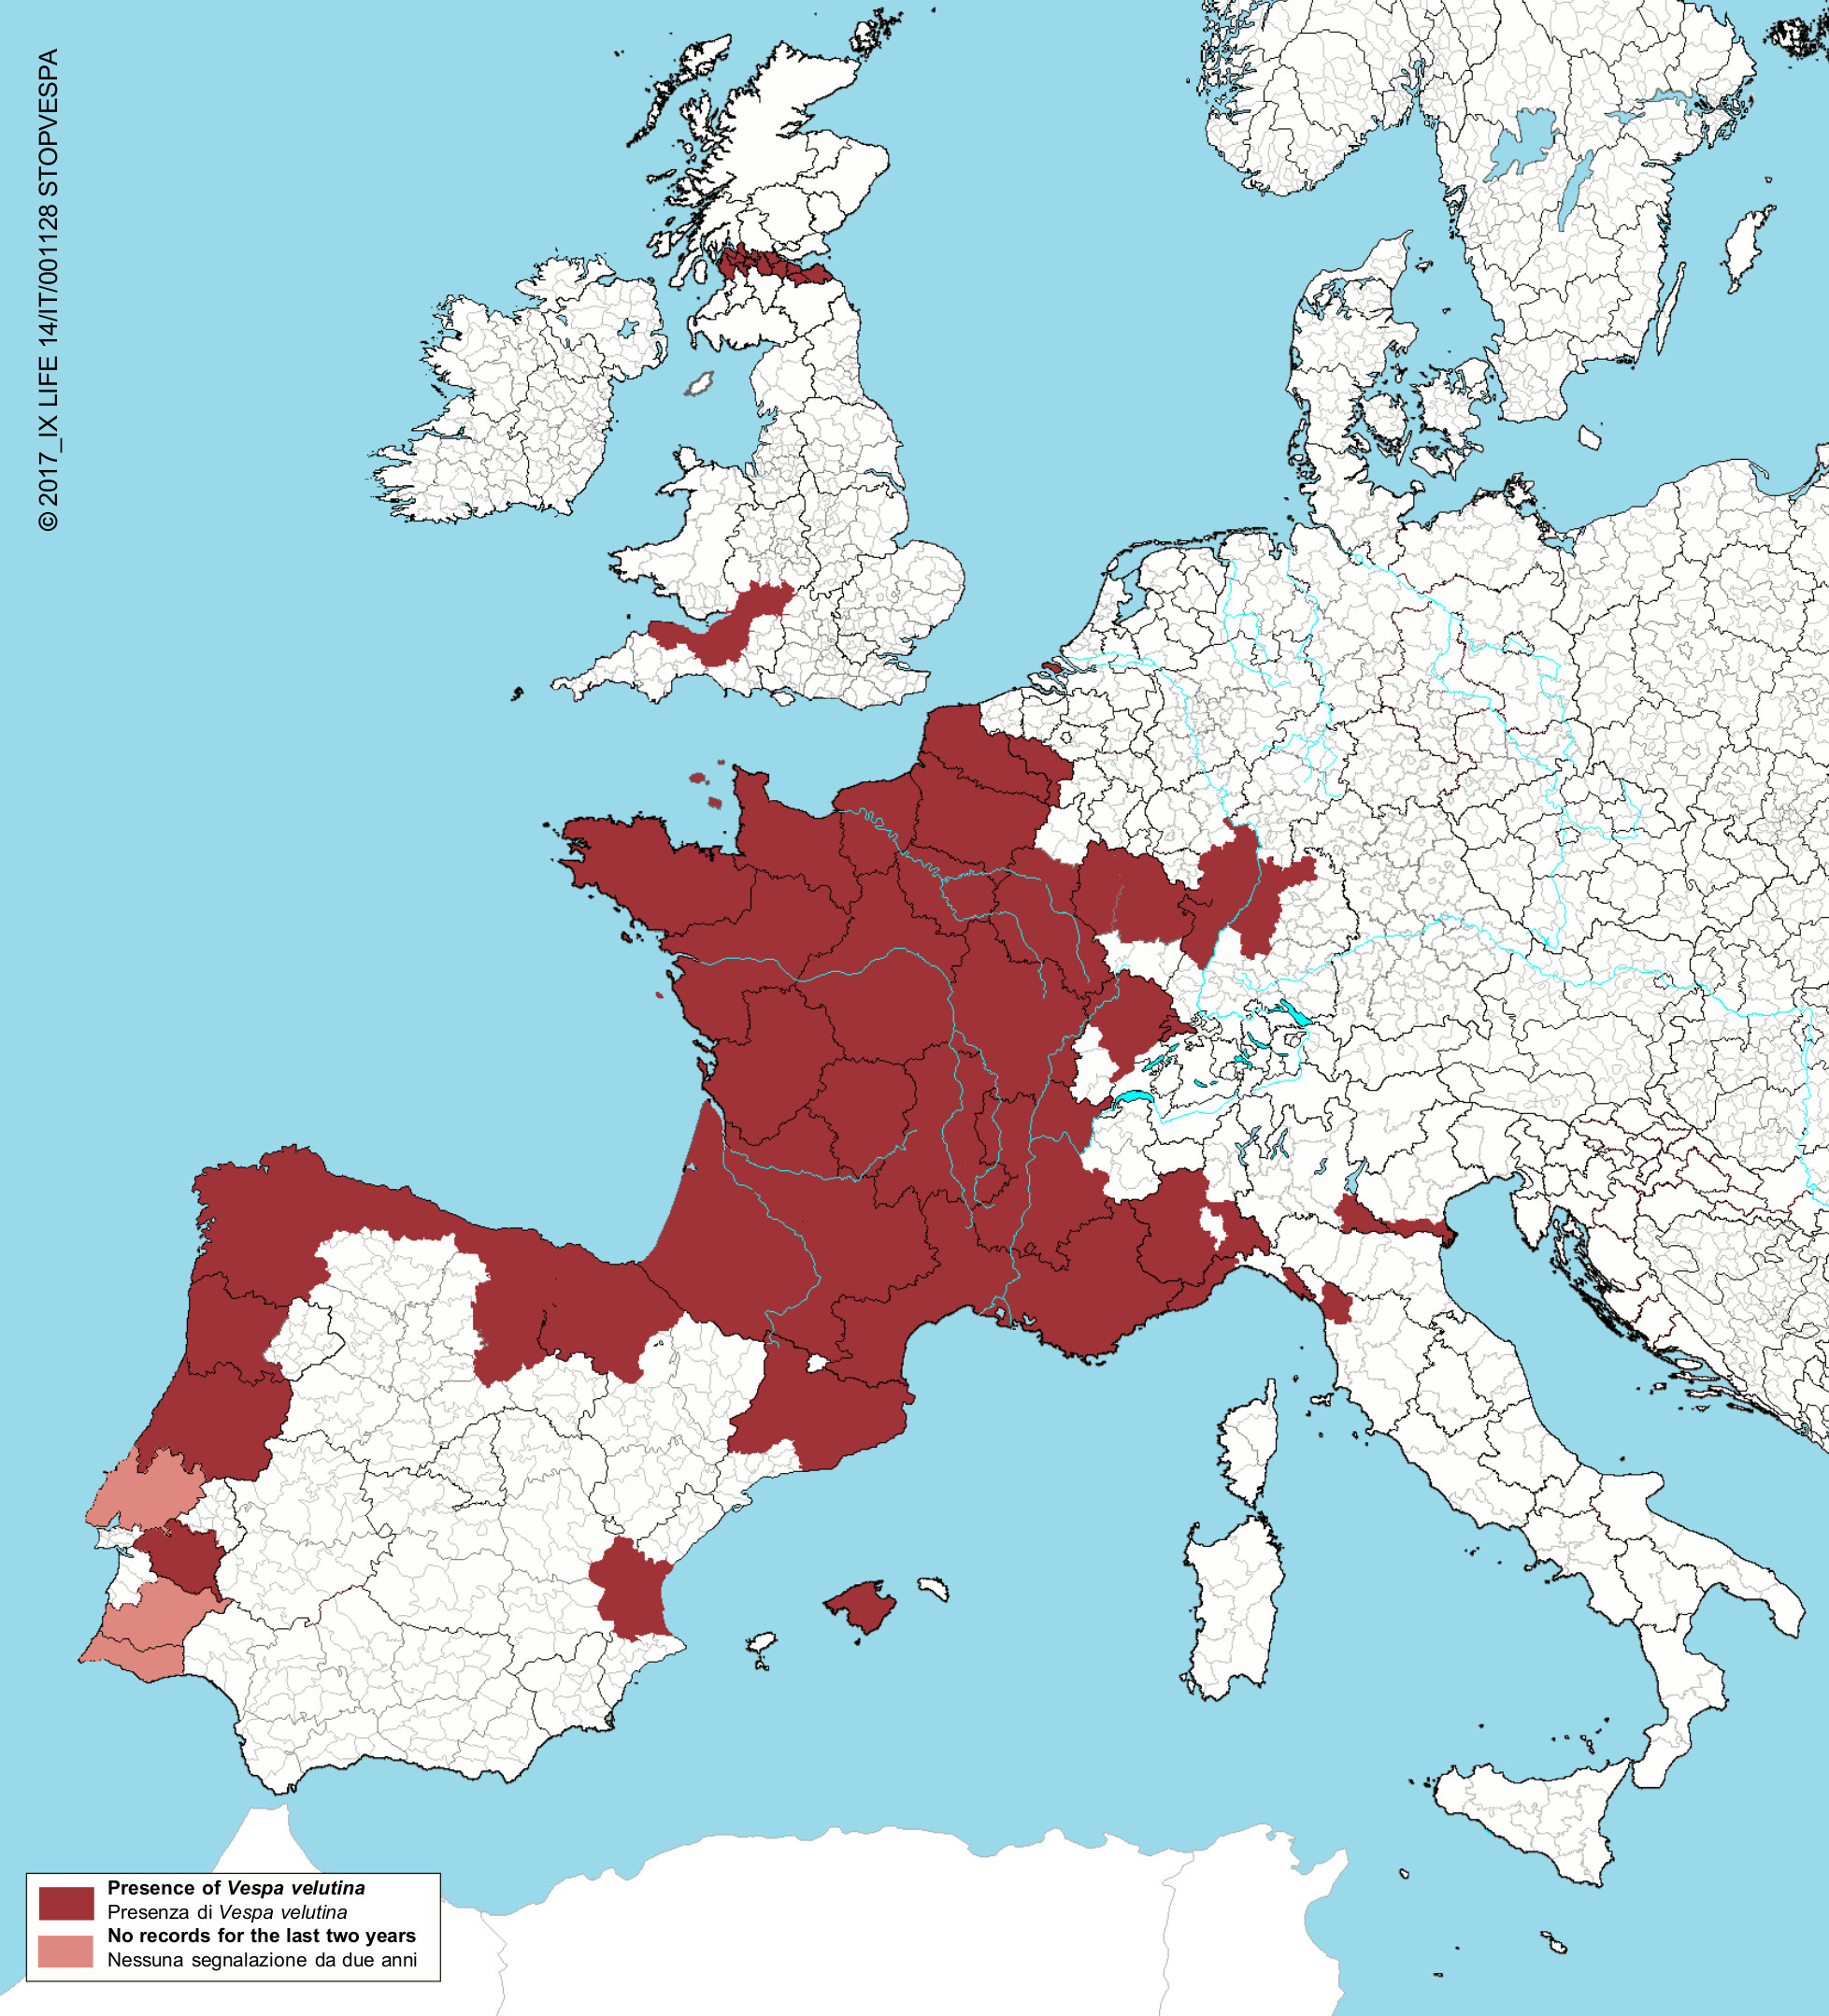 © 2017_IX LIFE 14/IT/001128 STOPVESPA
Presence of Vespa velutina
Presenza di Vespa velutina
No records for the last two years
Nessuna segnalazione da due anni